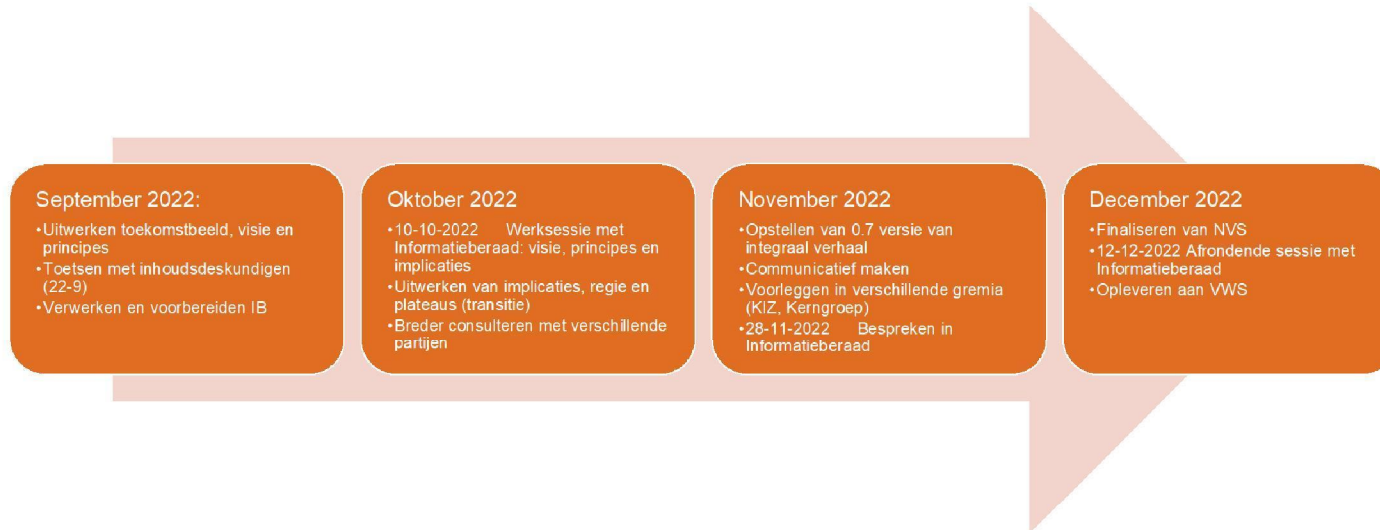 September 2022:
•Uitwerken toekomstbeeld, visie en
principes
•Toetsen met inhoudsdeskundigen
(22-9)
•Verwerken en voorbereiden IB
Oktober 2022
•10-10-2022 Werksessie met
Informatieberaad: visie, principes en
implicaties
•Uitwerken van implicaties, regie en
plateaus (transitie)
•Breder consulteren met verschillende
partijen
November 2022
•Opstellen van 0.7 versie van
integraal verhaal
•Communicatief maken
•Voorleggen in verschillende gremia
(KIZ, Kerngroep)
•28-11-2022 Bespreken in
Informatieberaad
December 2022
•Finaliseren van NVS
•12-12-2022 Afrondende sessie met
Informatieberaad
•Opleveren aan VWS